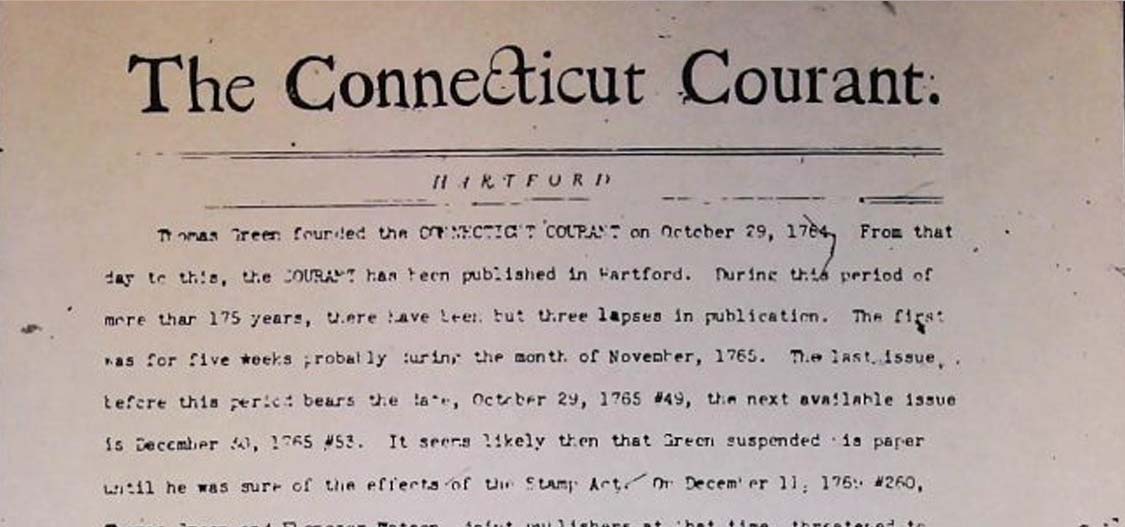 The Connecticut Courant.
HARTFORD
Thomas Green founded the CONNECTICUT COURANT on October 29, 1764. From that
day to this, the COURANT has been published in Hartford. During this period of
more than 175 years, there have been but three lapses in publication. The first
was for five weeks probably during the month of November, 1765. The last issue,
before this period bears the date, October 29, 1765 #49, the next available issue
is December 1765 #53. It seems likely then that Green suspended his paper
until he was sure of the effects of the Stamp Act. On December 11, #260,